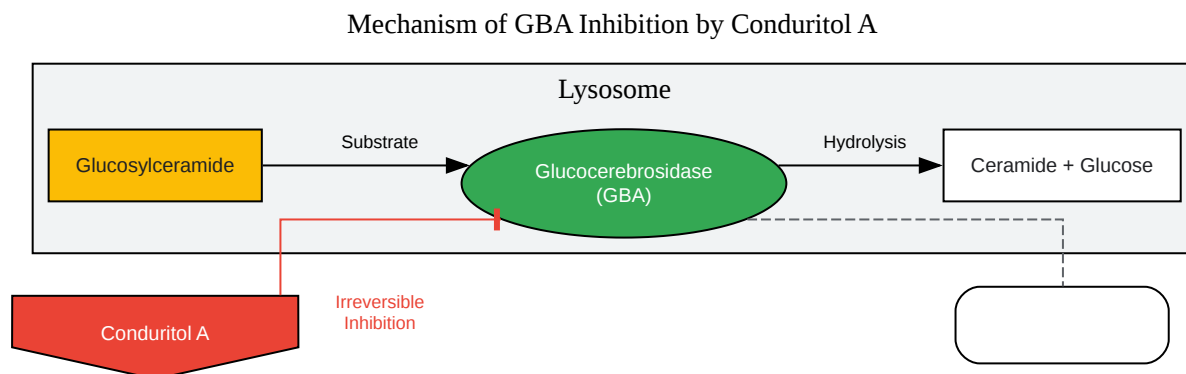 Mechanism of GBA Inhibition by Conduritol A
Lysosome
Glucosylceramide
Substrate
Glucocerebrosidase
(GBA)
Hydrolysis
Ceramide + Glucose
Irreversible
Inhibition
Conduritol A